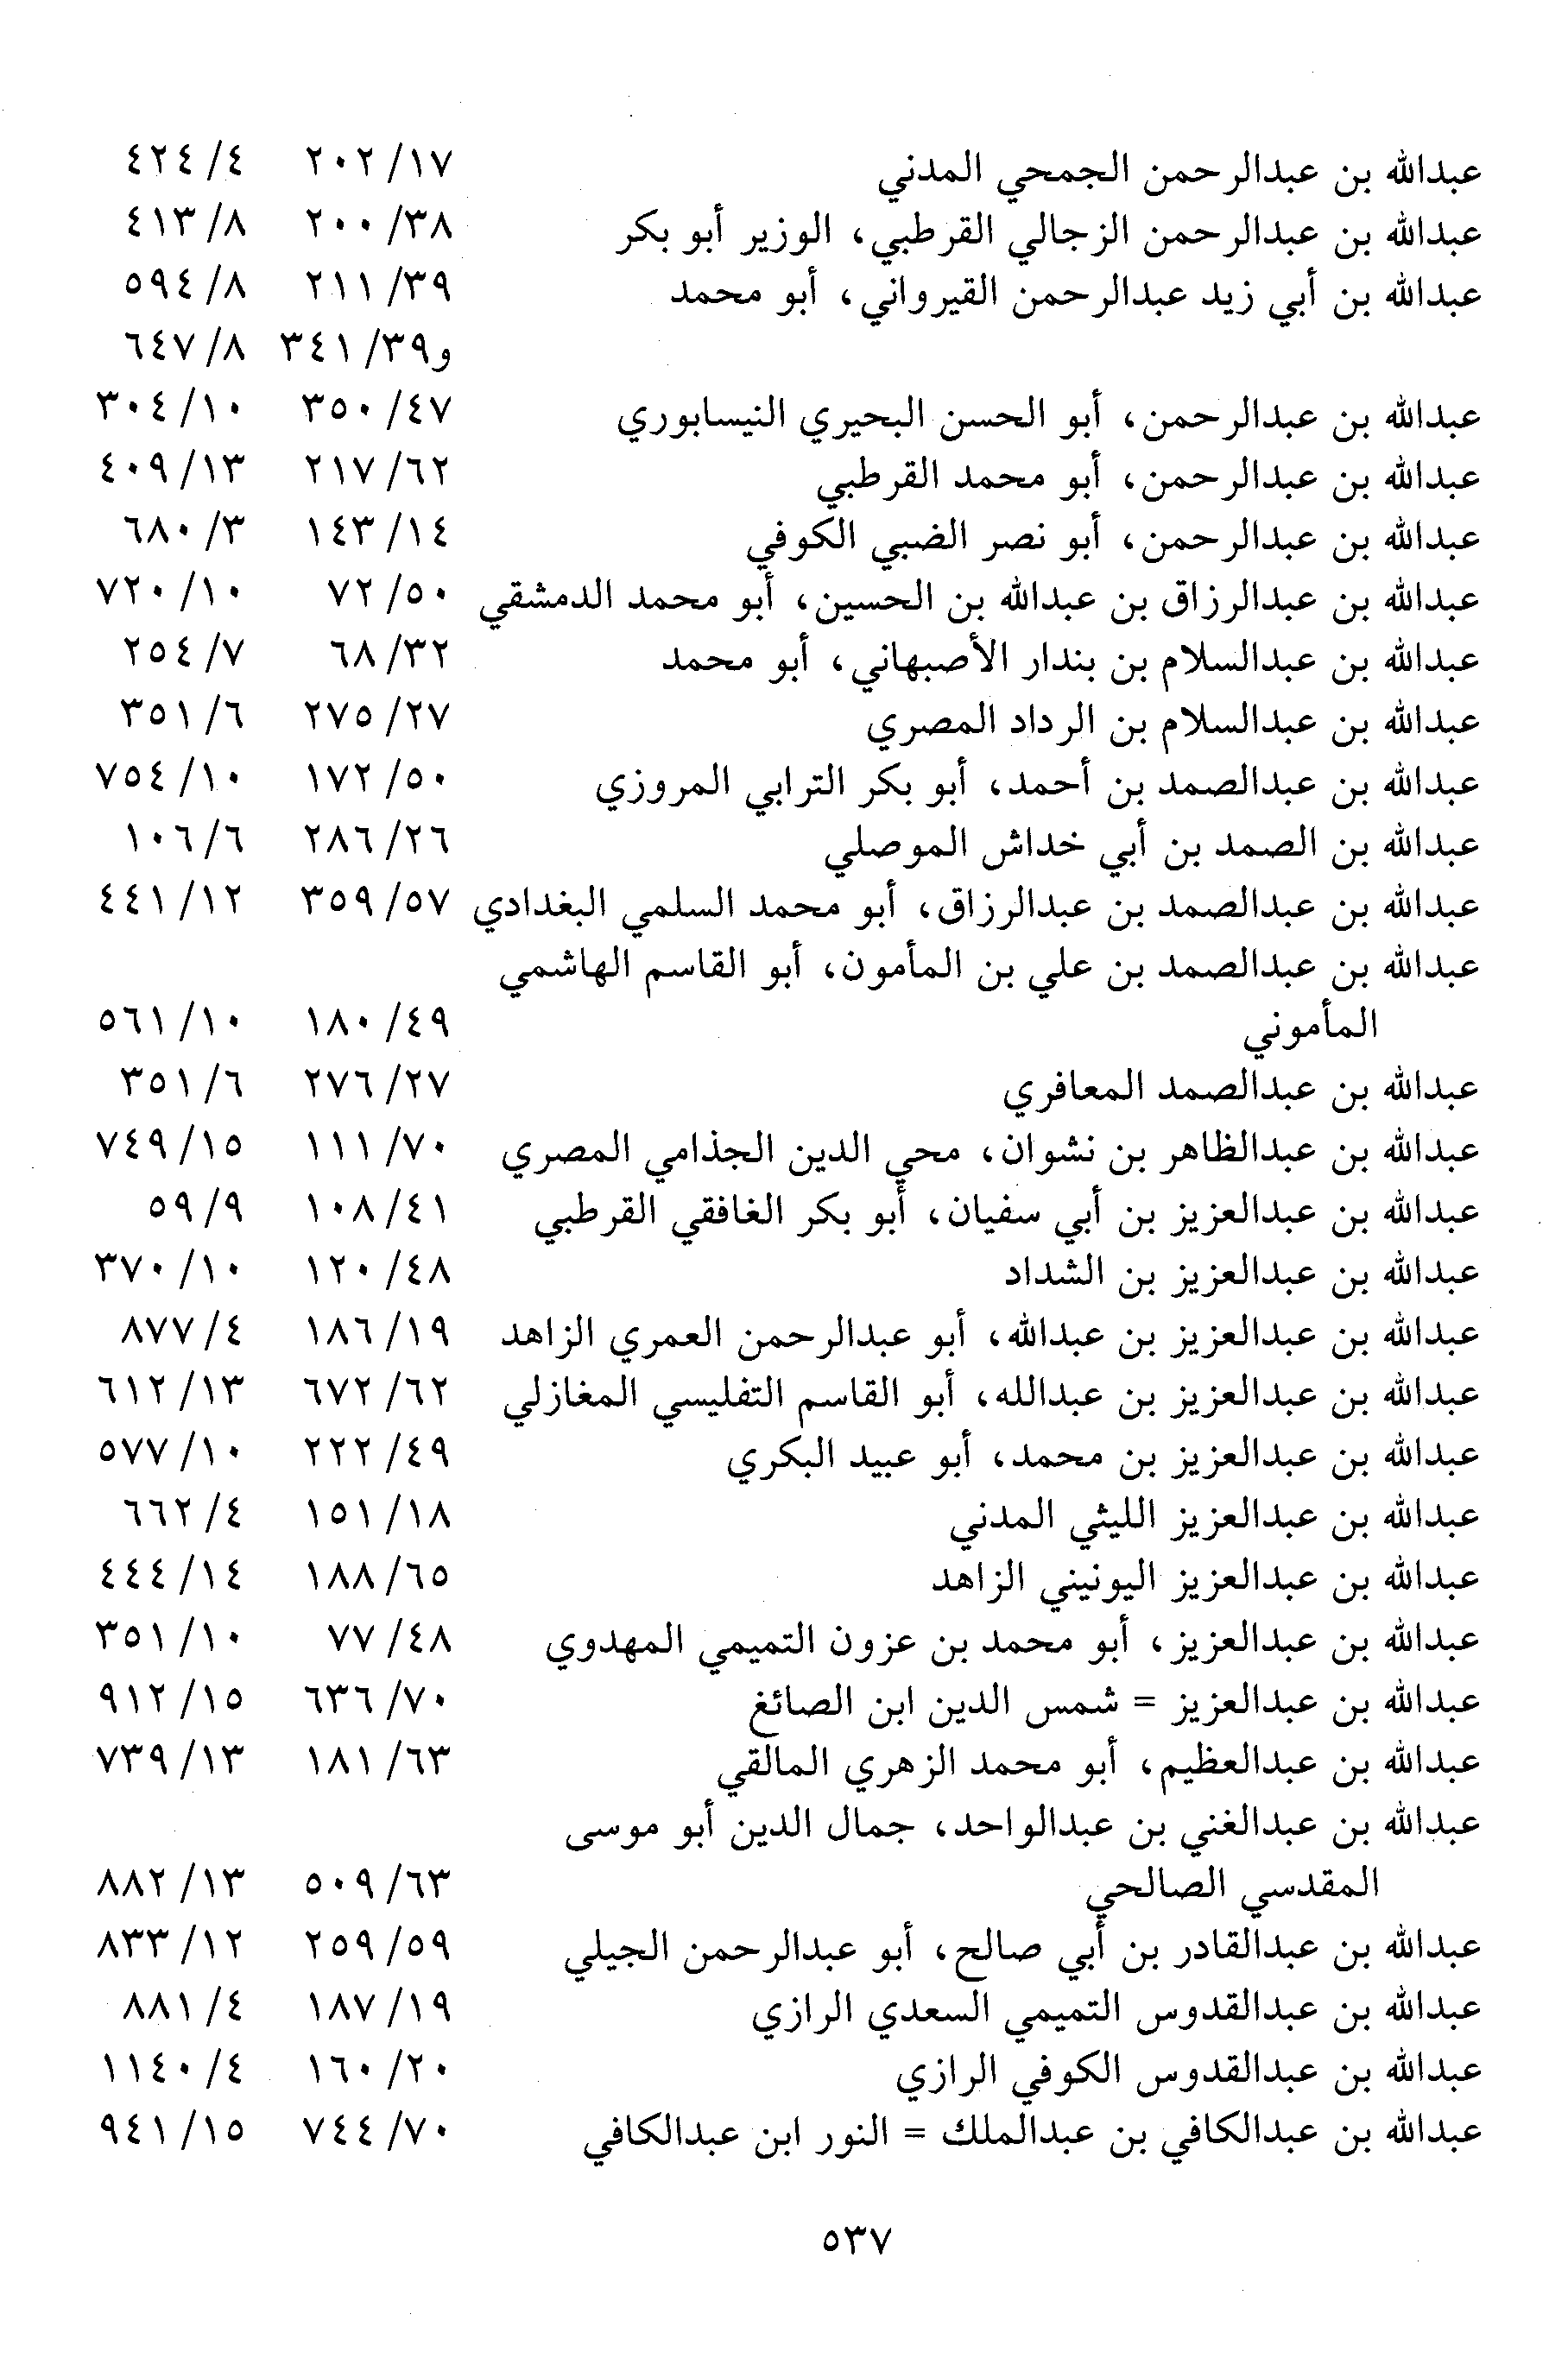 عبدالله بن عبدالرحمن الجمحي المدني ١٧/ ٢٠٢ ٤/ ٤٢٤
عبدالله بن عبدالرحمن الزجالي القرطبي، الوزير أبو بكر ٣٨/ ٢٠٠ ٨/ ٤١٣
عبدالله بن أبي زيد عبدالرحمن القيرواني، أبو محمد ٣٩/ ٢١١ ٨/ ٥٩٤
و٣٩/ ٣٤١ ٨/ ٦٤٧
عبدالله بن عبدالرحمن، أبو الحسن البحيري النيسابوري ٤٧/ ٣٥٠ ١٠/ ٣٠٤
عبدالله بن عبدالرحمن، أبو محمد القرطبي ٦٢/ ٢١٧ ١٣/ ٤٠٩
عبدالله بن عبدالرحمن، أبو نصر الضبي الكوفي ١٤/ ١٤٣ ٣/ ٦٨٠
عبدالله بن عبدالرزاق بن عبدالله بن الحسين، أبو محمد الدمشقي ٥٠/ ٧٢ ١٠/ ٧٢٠
عبدالله بن عبدالسلام بن بندار الأصبهاني، أبو محمد ٣٢/ ٦٨ ٧/ ٢٥٤
عبدالله بن عبدالسلام بن الرداد المصري ٢٧/ ٢٧٥ ٦/ ٣٥١
عبدالله بن عبدالصمد بن أحمد، أبو بكر الترابي المروزي ٥٠/ ١٧٢ ١٠/ ٧٥٤
عبدالله بن الصمد بن أبي خداش الموصلي ٢٦/ ٢٨٦ ٦/ ١٠٦
عبدالله بن عبدالصمد بن عبدالرزاق، أبو محمد السلمي البغدادي ٥٧/ ٣٥٩ ١٢/ ٤٤١
عبدالله بن عبدالصمد بن علي بن المأمون، أبو القاسم الهاشمي
المأموني ٤٩/ ١٨٠ ١٠/ ٥٦١
عبدالله بن عبدالصمد المعافري ٢٧/ ٢٧٦ ٦/ ٣٥١
عبدالله بن عبدالظاهر بن نشوان، محي الدين الجذامي المصري ٧٠/ ١١١ ١٥/ ٧٤٩
عبدالله بن عبدالعزيز بن أبي سفيان، أبو بكر الغافقي القرطبي ٤١/ ١٠٨ ٩/ ٥٩
عبدالله بن عبدالعزيز بن الشداد ٤٨/ ١٢٠ ١٠/ ٣٧٠
عبدالله بن عبدالعزيز بن عبدالله، أبو عبدالرحمن العمري الزاهد ١٩/ ١٨٦ ٤/ ٨٧٧
عبدالله بن عبدالعزيز بن عبدالله، أبو القاسم التفليسي المغازلي ٦٢/ ٦٧٢ ١٣/ ٦١٢
عبدالله بن عبدالعزيز بن محمد، أبو عبيد البكري ٤٩/ ٢٢٢ ١٠/ ٥٧٧
عبدالله بن عبدالعزيز الليثي المدني ١٨/ ١٥١ ٤/ ٦٦٢
عبدالله بن عبدالعزيز اليونيني الزاهد ٦٥/ ١٨٨ ١٤/ ٤٤٤
عبدالله بن عبدالعزيز، أبو محمد بن عزون التميمي المهدوي ٤٨/ ٧٧ ١٠/ ٣٥١
عبدالله بن عبدالعزيز = شمس الدين ابن الصائغ ٧٠/ ٦٣٦ ١٥/ ٩١٢
عبدالله بن عبدالعظيم، أبو محمد الزهري المالقي ٦٣/ ١٨١ ١٣/ ٧٣٩
عبدالله بن عبدالغني بن عبدالواحد، جمال الدين أبو موسى
المقدسي الصالحي ٦٣/ ٥٠٩ ١٣/ ٨٨٢
عبدالله بن عبدالقادر بن أبي صالح، أبو عبدالرحمن الجيلي ٥٩/ ٢٥٩ ١٢/ ٨٣٣
عبدالله بن عبدالقدوس التميمي السعدي الرازي ١٩/ ١٨٧ ٤/ ٨٨١
عبدالله بن عبدالقدوس الكوفي الرازي ٢٠/ ١٦٠ ٤/ ١١٤٠
عبدالله بن عبدالكافي بن عبدالملك = النور ابن عبدالكافي ٧٠/ ٧٤٤ ١٥/ ٩٤١
٥٣٧